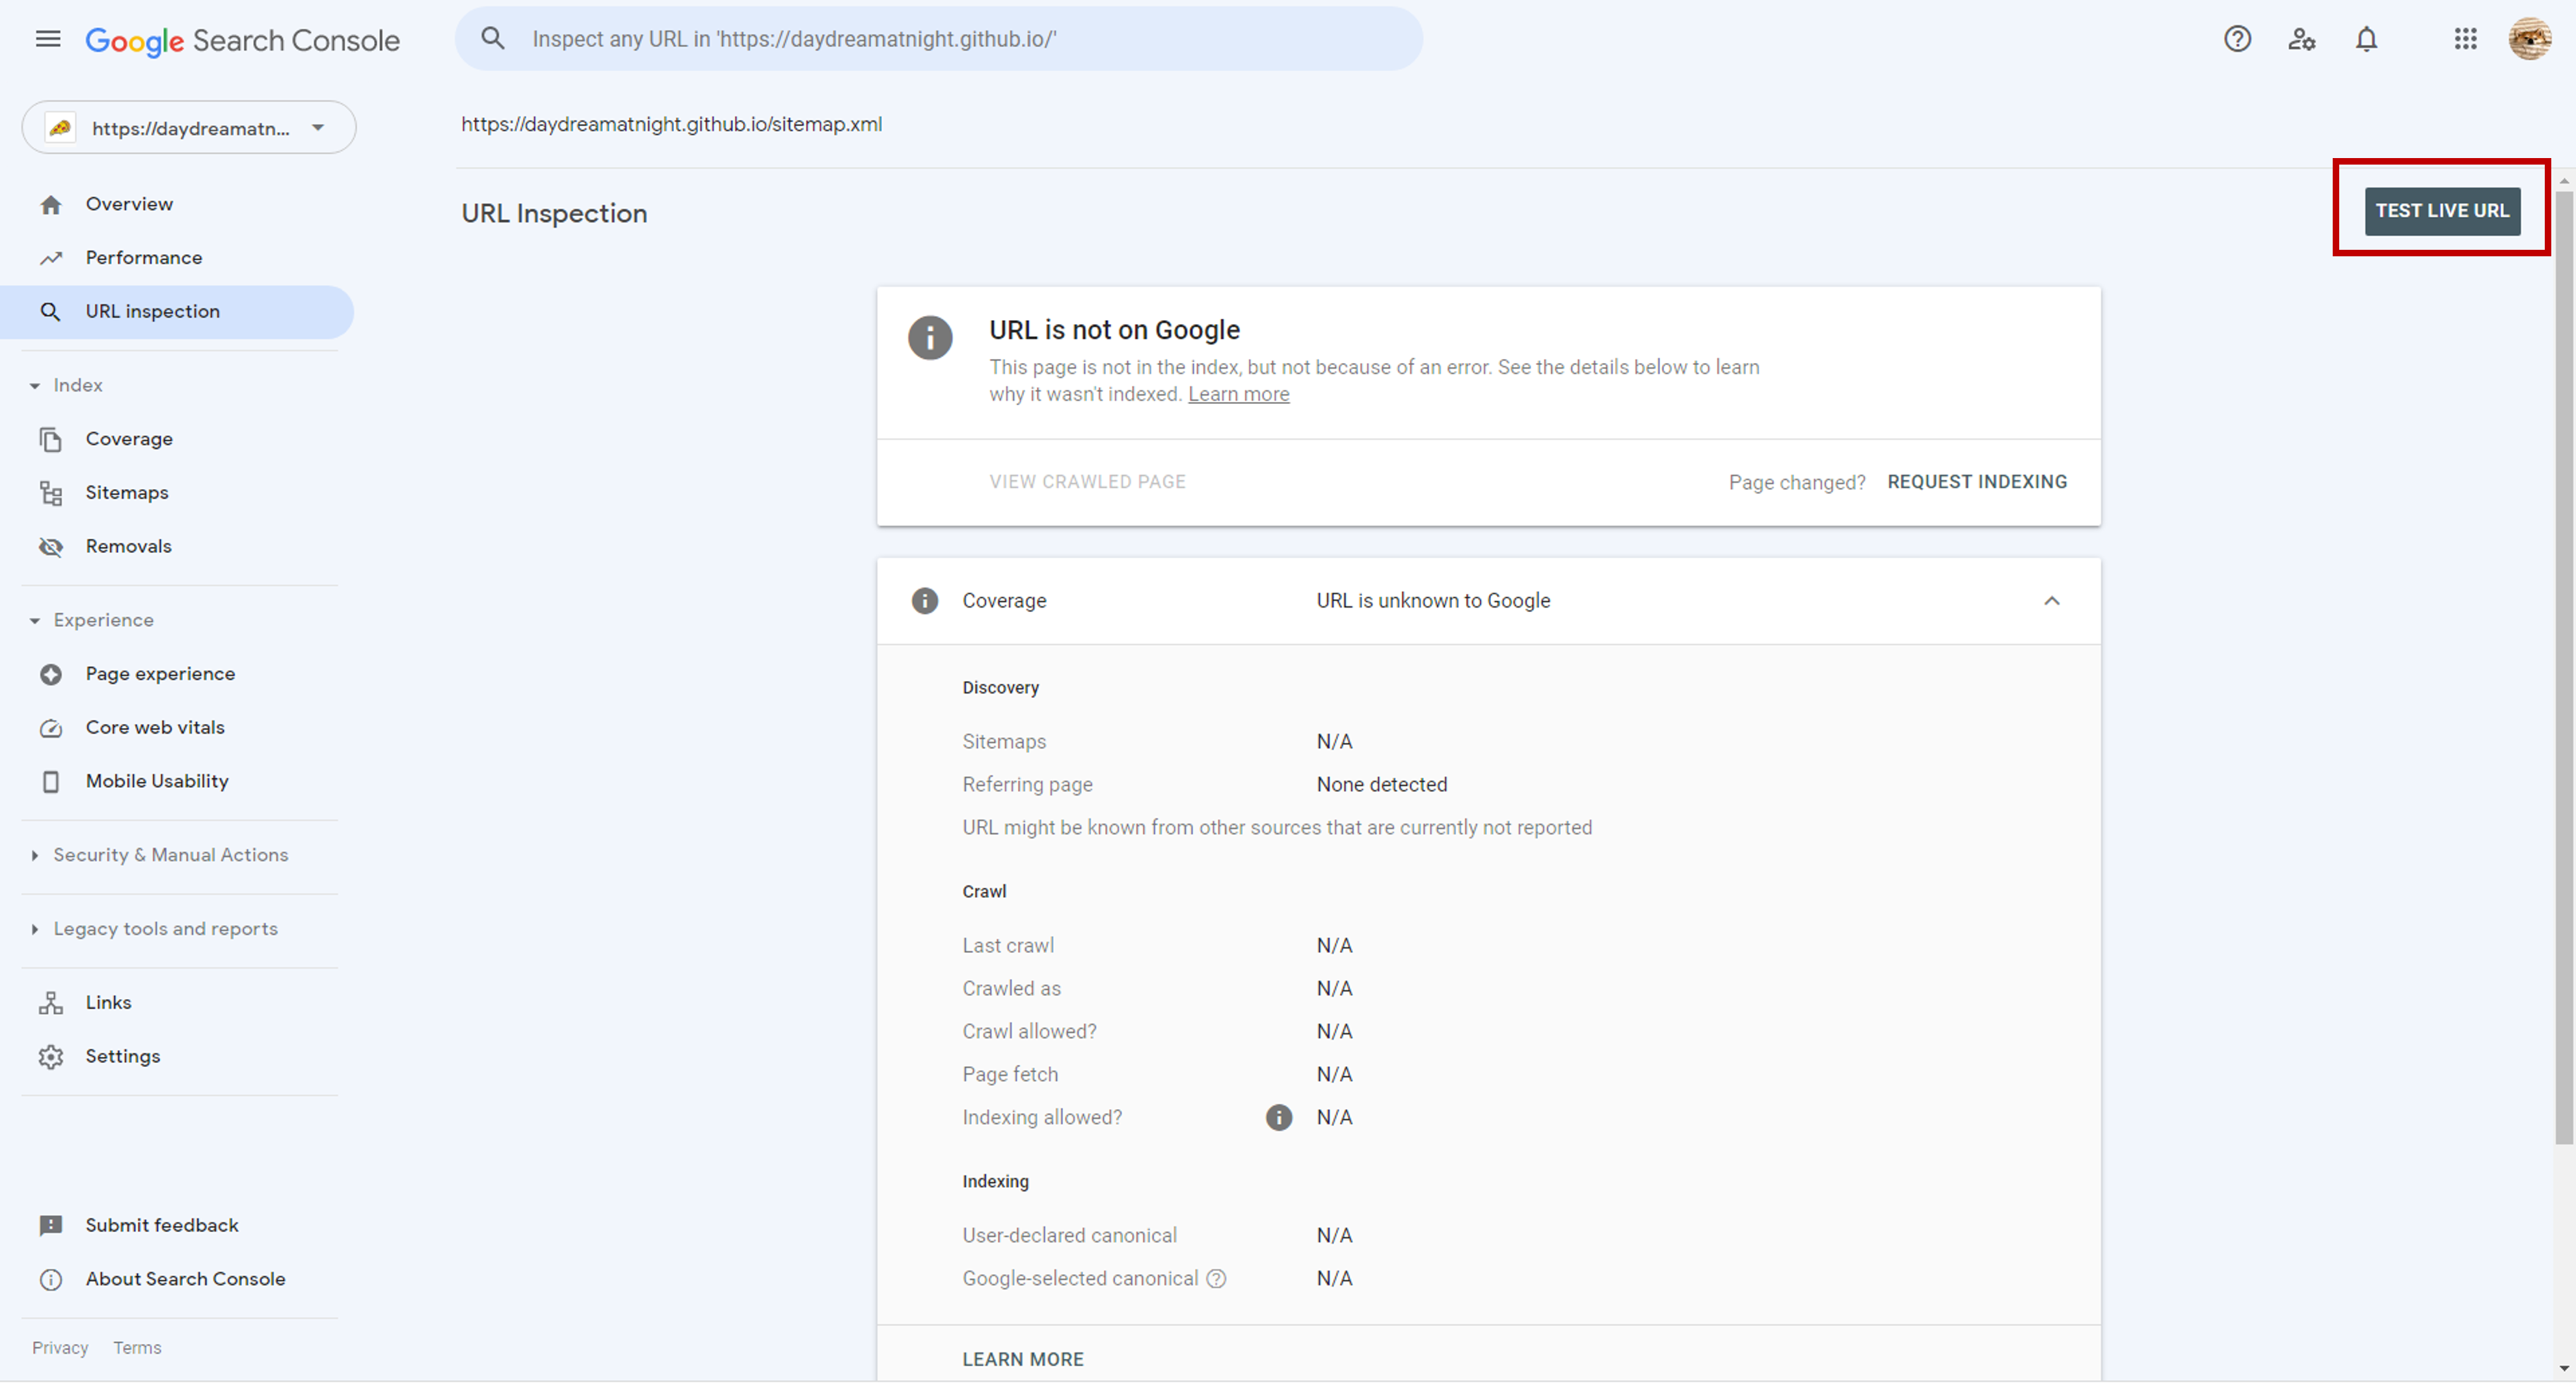 Google Search Console
Inspect any URL in 'https://daydreamatnight.github.io/'
https://daydreamatn...
https://daydreamatnight.github.io/sitemap.xml
Overview
Performance
URL inspection
Index
Coverage
Sitemaps
Removals
Experience
Page experience
Core web vitals
Mobile Usability
Security & Manual Actions
Legacy tools and reports
Links
Settings
Submit feedback
About Search Console
Privacy Terms
URL Inspection
TEST LIVE URL
URL is not on Google
This page is not in the index, but not because of an error. See the details below to learn
why it wasn't indexed. Learn more
VIEW CRAWLED PAGE
Page changed? REQUEST INDEXING
Coverage URL is unknown to Google
Discovery
Sitemaps N/A
Referring page None detected
URL might be known from other sources that are currently not reported
Crawl
Last crawl N/A
Crawled as N/A
Crawl allowed? N/A
Page fetch N/A
Indexing allowed? N/A
Indexing
User-declared canonical N/A
Google-selected canonical N/A
LEARN MORE